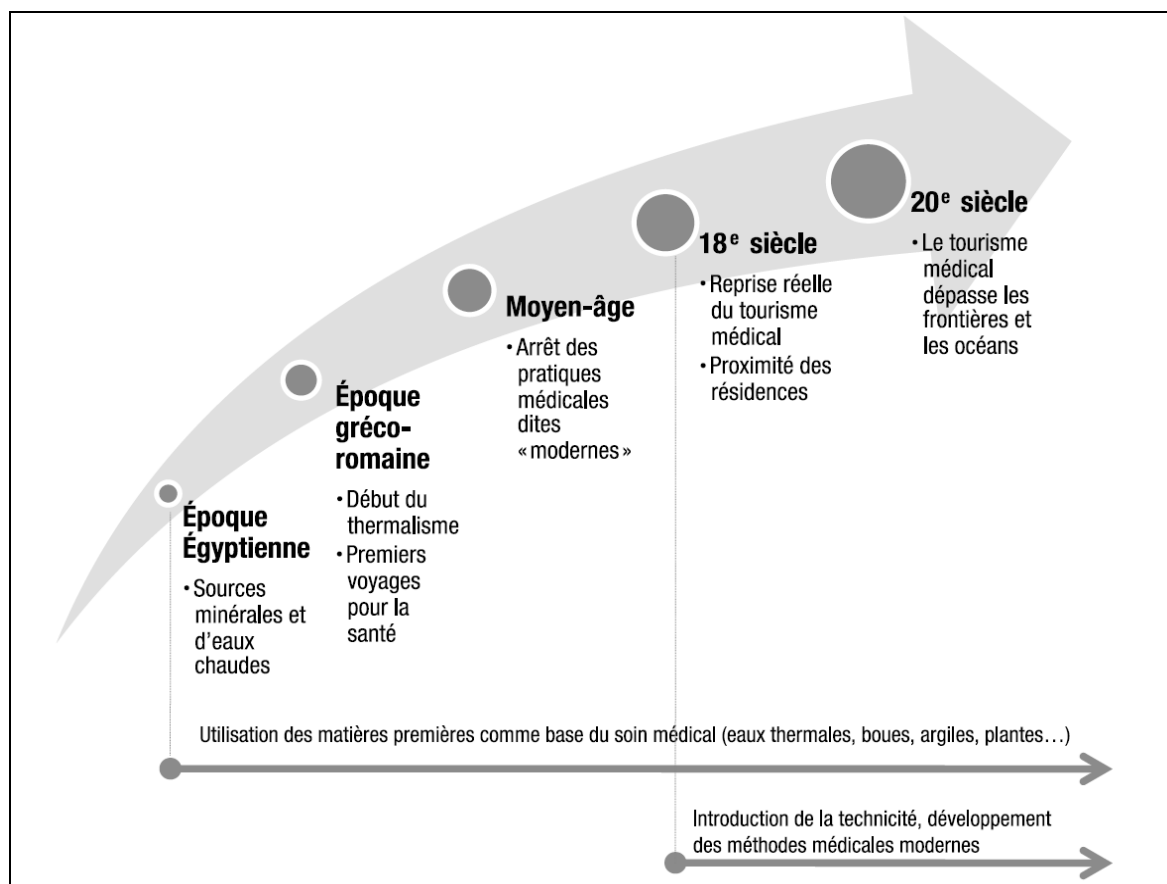 Époque
Égyptienne
• Sources
minérales et
d'eaux
chaudes
Époque
gréco-
romaine
• Début du
thermalisme
• Premiers
voyages
pour la
santé
Moyen-âge
• Arrêt des
pratiques
médicales
dites
« modernes »
18e siècle
• Reprise réelle
du tourisme
médical
• Proximité des
résidences
20e siècle
• Le tourisme
médical
dépasse les
frontières et
les océans
Utilisation des matières premières comme base du soin médical (eaux thermales, boues, argiles, plantes…)
Introduction de la technicité, développement
des méthodes médicales modernes